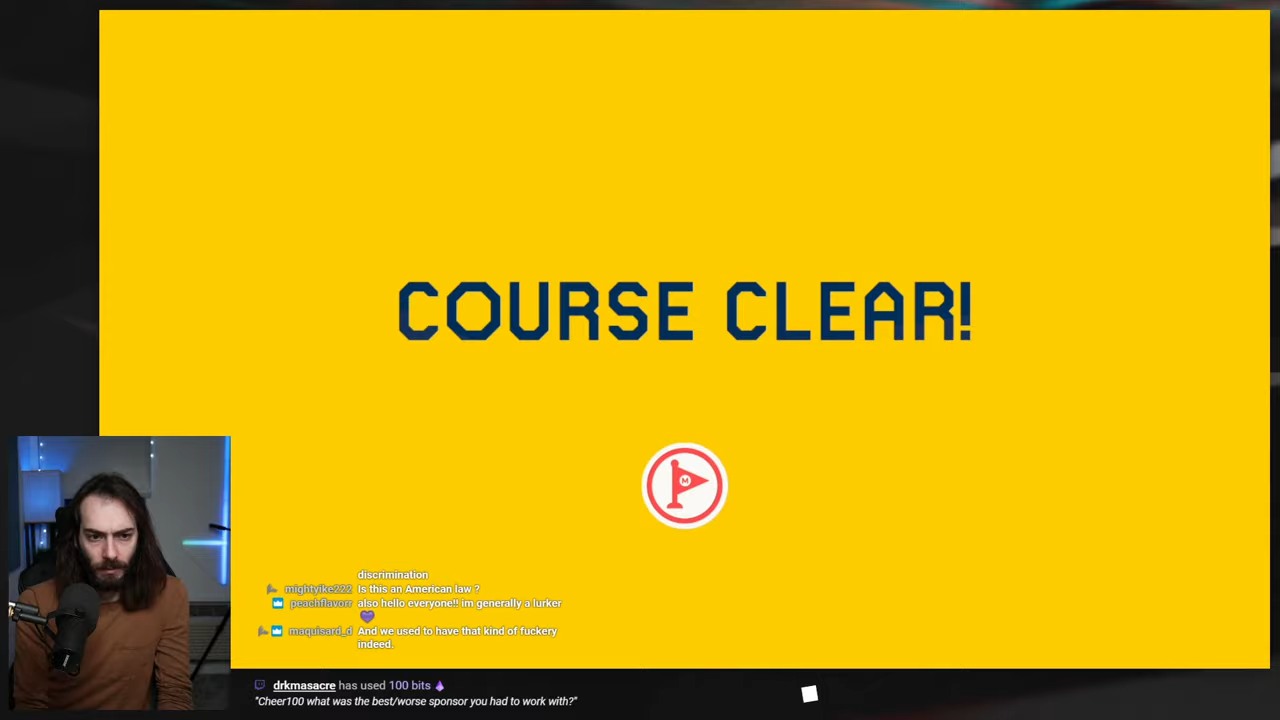 COURSE CLEAR!
M
discrimination
mightyike222 Is this an American law ?
peachflavorr also hello everyone!! im generally a lurker
maquisard_d And we used to have that kind of fuckery
indeed.
drkmasacre has used 100 bits
"Cheer100 what was the best/worse sponsor you had to work with?"